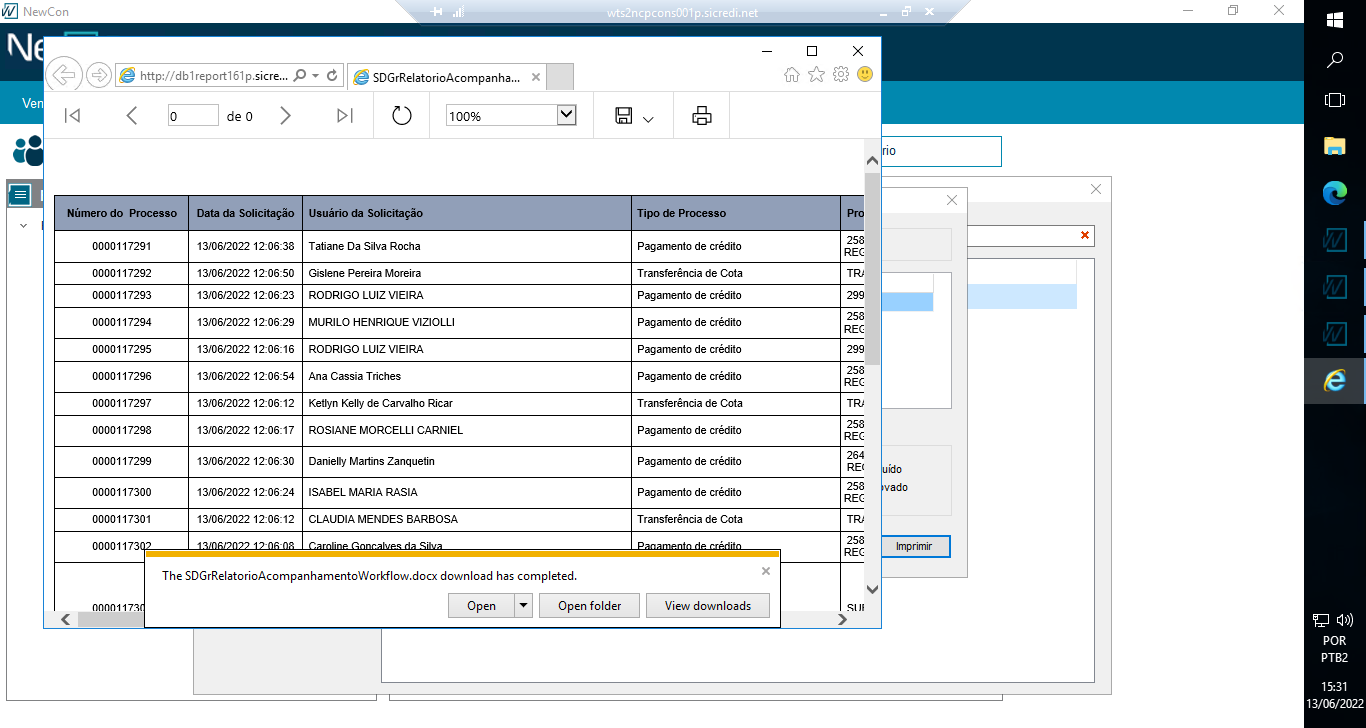 NewCon
wts2ncpcons001p.sicredi.net
Ne
Ven
http://db1report161p.sicre...
SDGrRelatorioAcompanha...
0 de 0
100%
rio
Número do Processo Data da Solicitação Usuário da Solicitação Tipo de Processo Pro
0000117291 13/06/2022 12:06:38 Tatiane Da Silva Rocha Pagamento de crédito 258
REG
0000117292 13/06/2022 12:06:50 Gislene Pereira Moreira Transferência de Cota TRA
0000117293 13/06/2022 12:06:23 RODRIGO LUIZ VIEIRA Pagamento de crédito 299
0000117294 13/06/2022 12:06:29 MURILO HENRIQUE VIZIOLLI Pagamento de crédito 258
REG
0000117295 13/06/2022 12:06:16 RODRIGO LUIZ VIEIRA Pagamento de crédito 299
0000117296 13/06/2022 12:06:54 Ana Cassia Triches Pagamento de crédito 258
REG
0000117297 13/06/2022 12:06:12 Ketlyn Kelly de Carvalho Ricar Transferência de Cota TRA
0000117298 13/06/2022 12:06:17 ROSIANE MORCELLI CARNIEL Pagamento de crédito 258
REG
0000117299 13/06/2022 12:06:30 Danielly Martins Zanquetin Pagamento de crédito 264
REG
0000117300 13/06/2022 12:06:24 ISABEL MARIA RASIA Pagamento de crédito 258
REG
0000117301 13/06/2022 12:06:12 CLAUDIA MENDES BARBOSA Transferência de Cota TRA
0000117302 13/06/2022 12:06:08 Caroline Gonçalves da Silva Pagamento de crédito 258
REG
000011730 SUB
uído
ovado
Imprimir
The SDGrRelatorioAcompanhamentoWorkflow.docx download has completed.
Open Open folder View downloads
POR
PTB2
15:31
13/06/2022